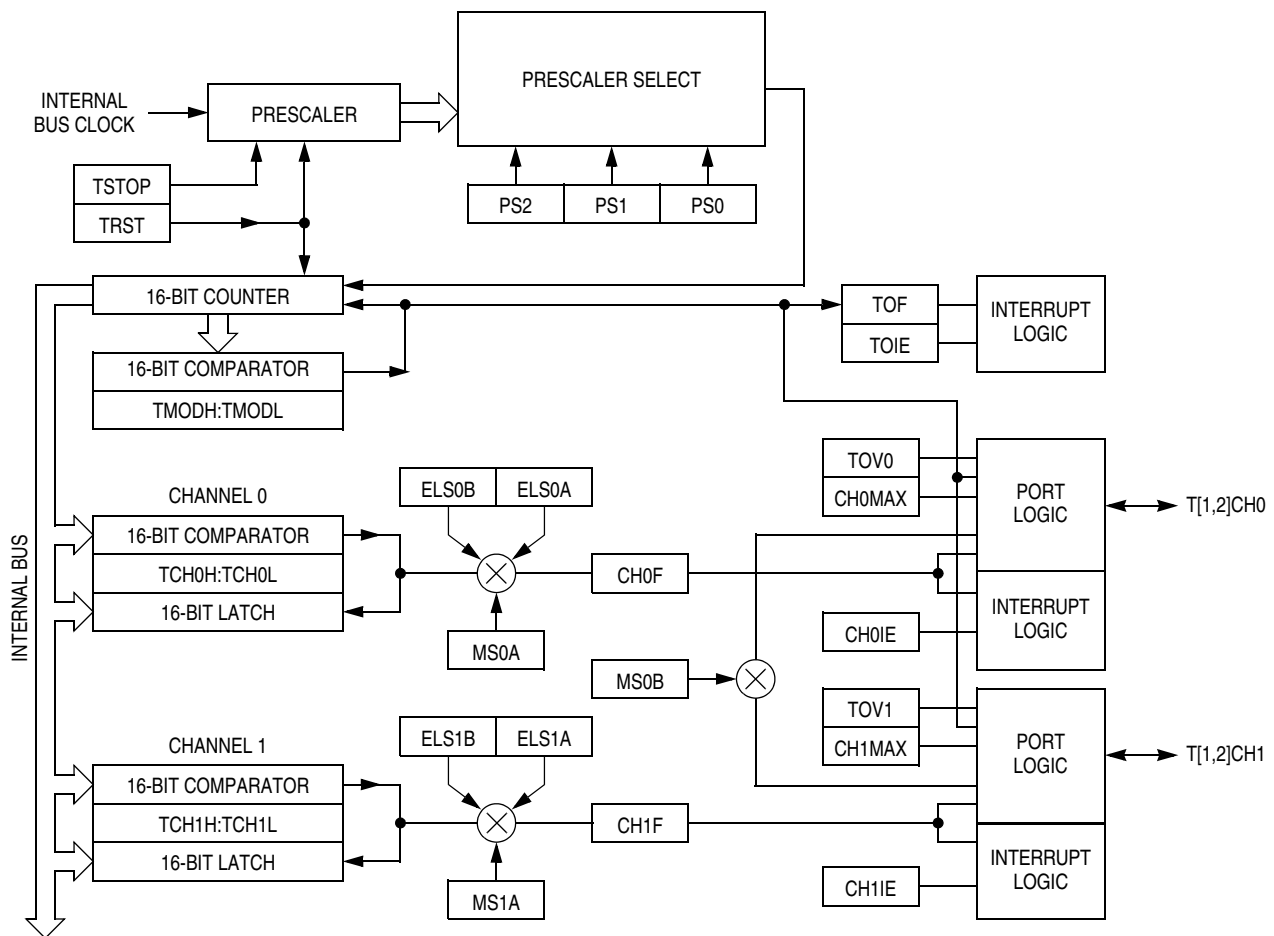 PRESCALER SELECT
INTERNAL
BUS CLOCK
PRESCALER
TSTOP
TRST
PS2
PS1
PS0
16-BIT COUNTER
TOF
TOIE
INTERRUPT
LOGIC
16-BIT COMPARATOR
TMODH:TMODL
INTERNAL BUS
CHANNEL 0
16-BIT COMPARATOR
TCH0H:TCH0L
16-BIT LATCH
ELS0B
ELS0A
MS0A
CH0F
TOV0
CH0MAX
PORT
LOGIC
T[1,2]CH0
INTERRUPT
LOGIC
CH0IE
MS0B
CHANNEL 1
16-BIT COMPARATOR
TCH1H:TCH1L
16-BIT LATCH
ELS1B
ELS1A
MS1A
CH1F
TOV1
CH1MAX
PORT
LOGIC
T[1,2]CH1
INTERRUPT
LOGIC
CH1IE